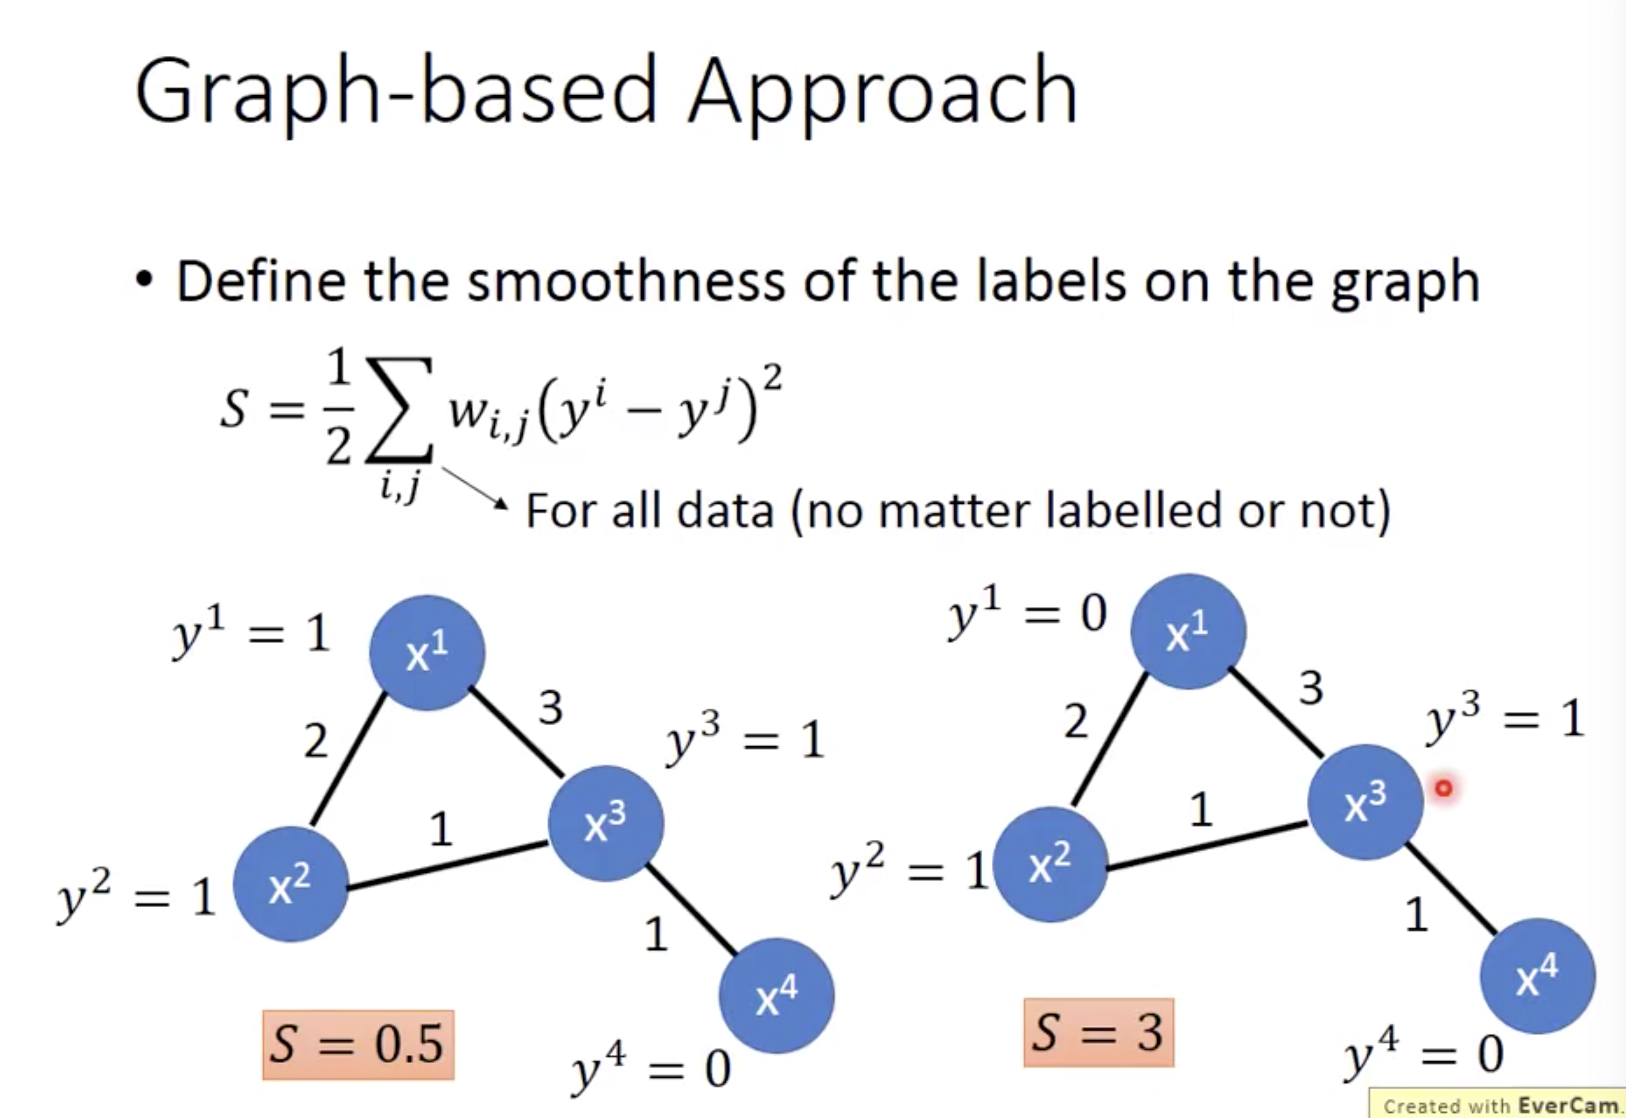 Graph-based Approach
• Define the smoothness of the labels on the graph
S = 1/2 ∑_{i,j} w_{i,j}(y^i − y^j)^2
For all data (no matter labelled or not)
y^1 = 1
x^1
2
3
y^3 = 1
x^3
1
y^2 = 1
x^2
1
x^4
S = 0.5
y^4 = 0
y^1 = 0
x^1
2
3
y^3 = 1
x^3
1
y^2 = 1
x^2
1
x^4
S = 3
y^4 = 0
Created with EverCam.